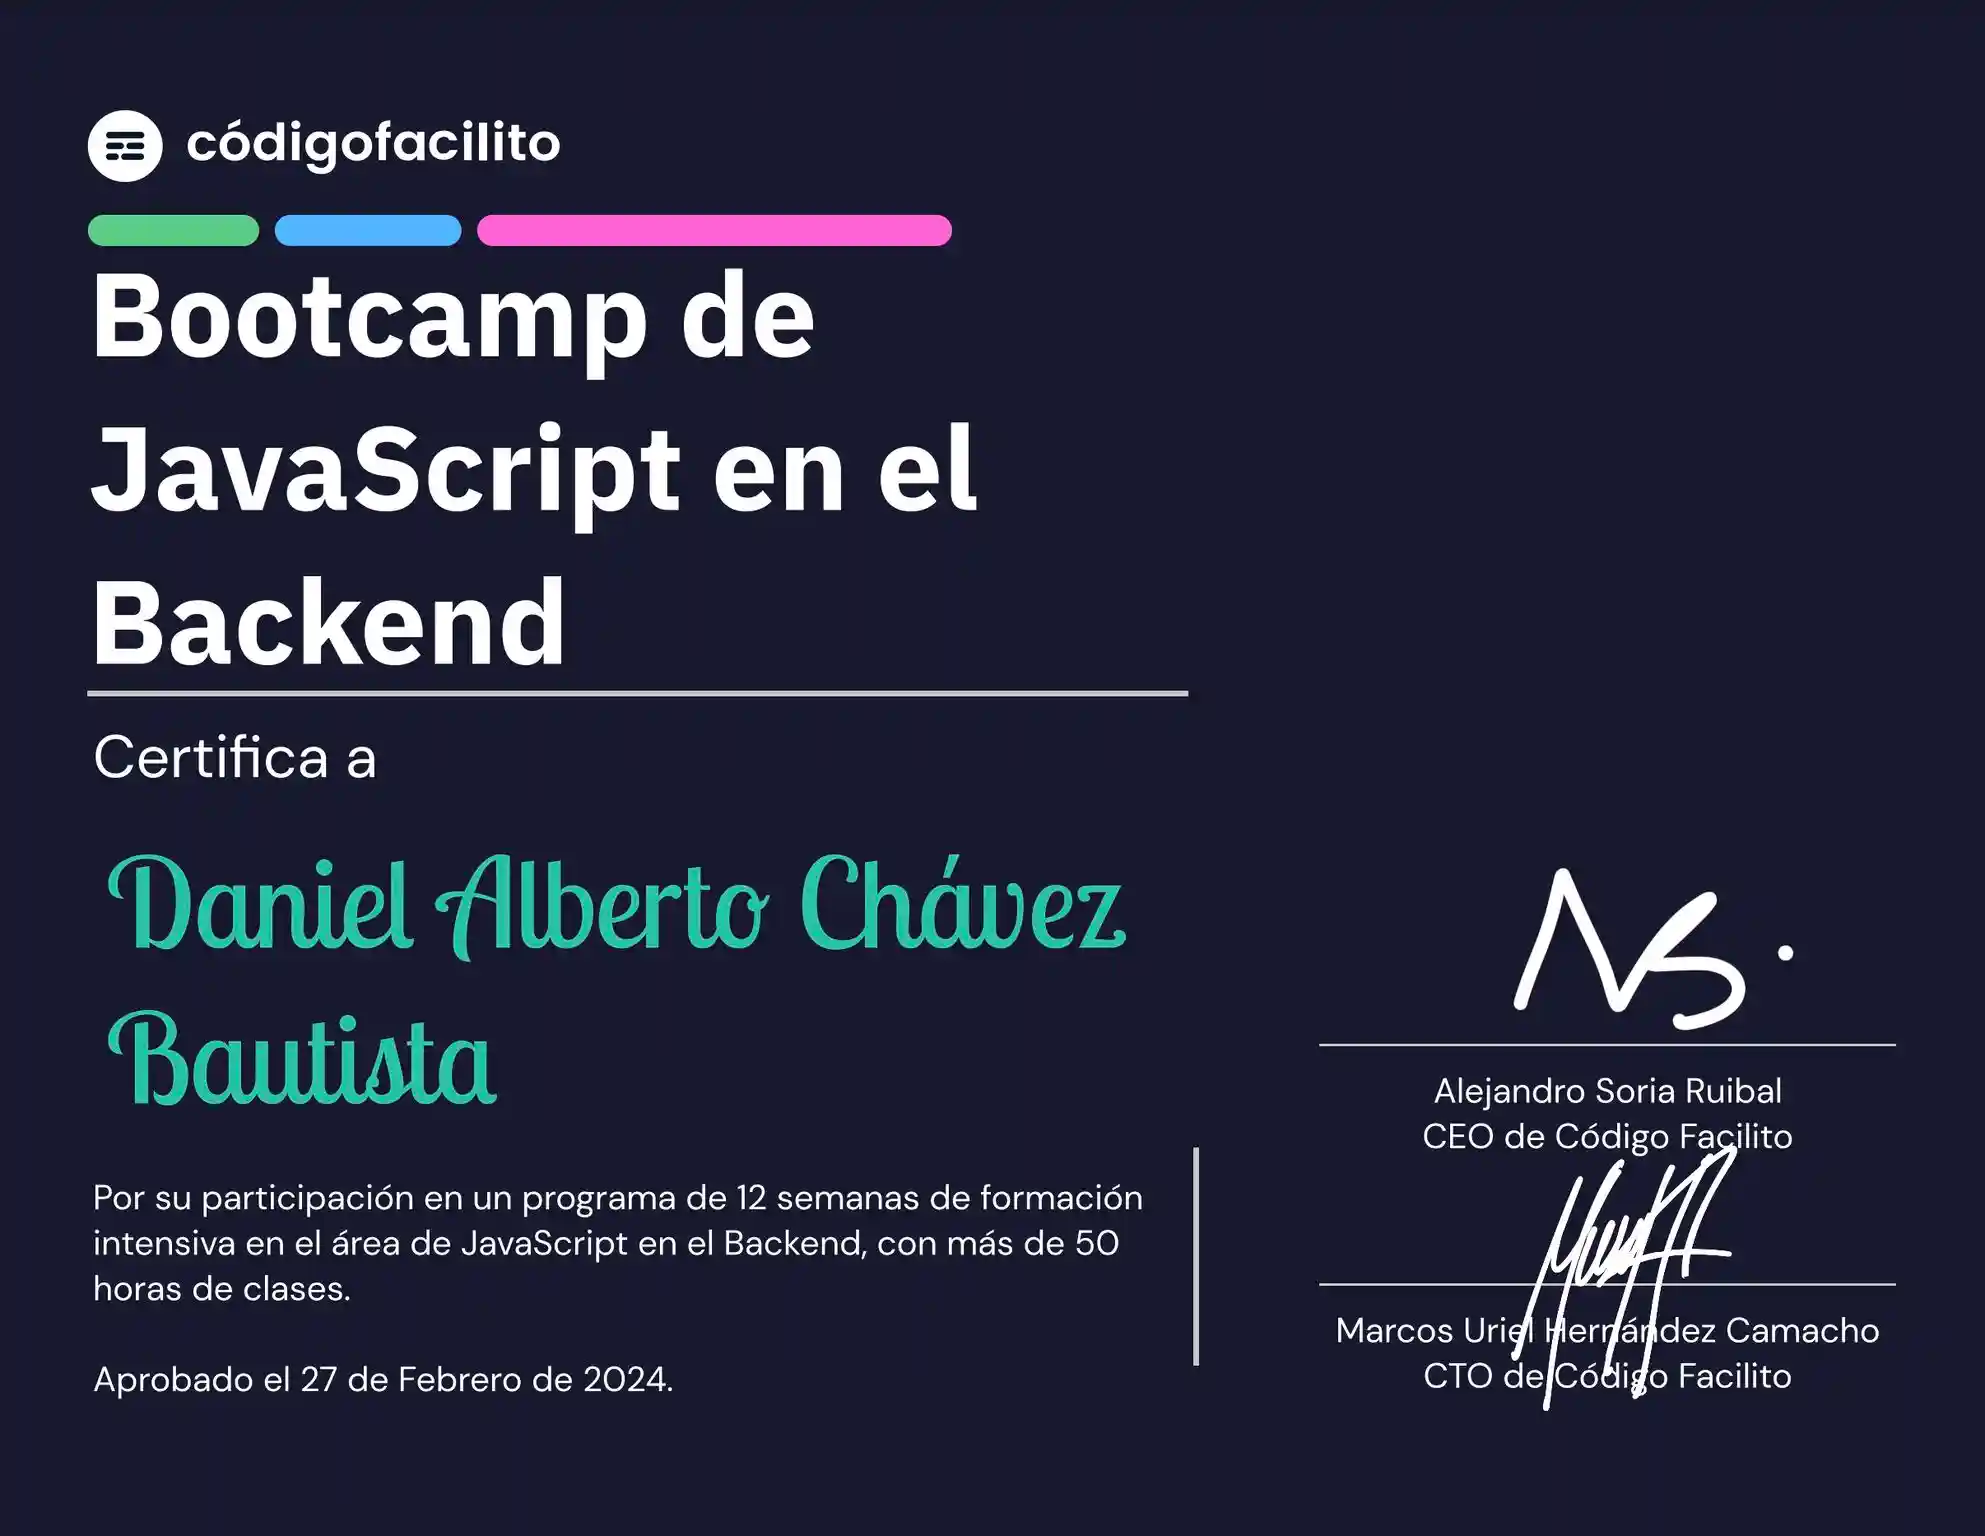 códigofacilito
Bootcamp de
JavaScript en el
Backend
Certifica a
Daniel Alberto Chávez
Bautista
Por su participación en un programa de 12 semanas de formación
intensiva en el área de JavaScript en el Backend, con más de 50
horas de clases.
Aprobado el 27 de Febrero de 2024.
Alejandro Soria Ruibal
CEO de Código Facilito
Marcos Uriel Hernández Camacho
CTO de Código Facilito